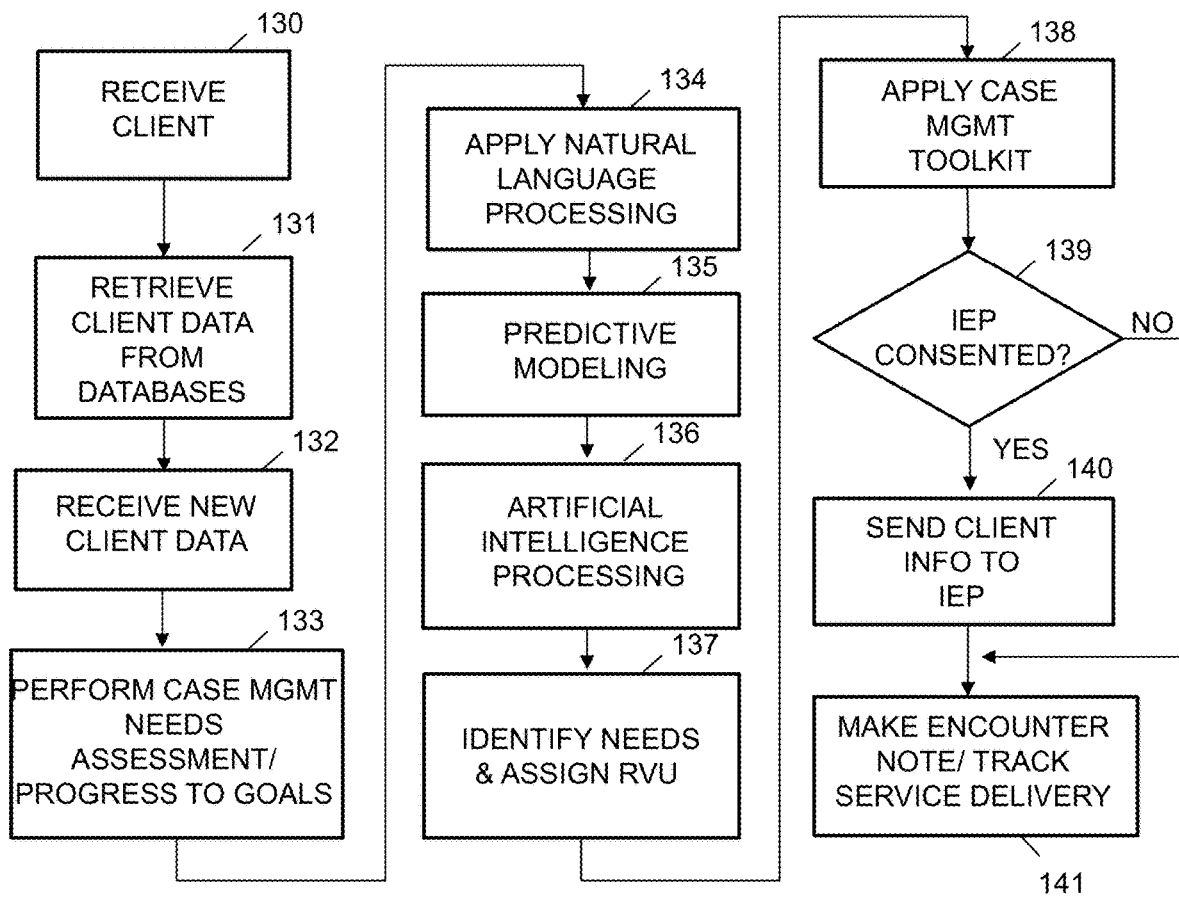 130
RECEIVE
CLIENT
131
RETRIEVE
CLIENT DATA
FROM
DATABASES
132
RECEIVE NEW
CLIENT DATA
133
PERFORM CASE MGMT
NEEDS
ASSESSMENT/
PROGRESS TO GOALS
134
APPLY NATURAL
LANGUAGE
PROCESSING
135
PREDICTIVE
MODELING
136
ARTIFICIAL
INTELLIGENCE
PROCESSING
137
IDENTIFY NEEDS
& ASSIGN RVU
138
APPLY CASE
MGMT
TOOLKIT
139
IEP
CONSENTED?
NO
YES
140
SEND CLIENT
INFO TO
IEP
MAKE ENCOUNTER
NOTE/ TRACK
SERVICE DELIVERY
141